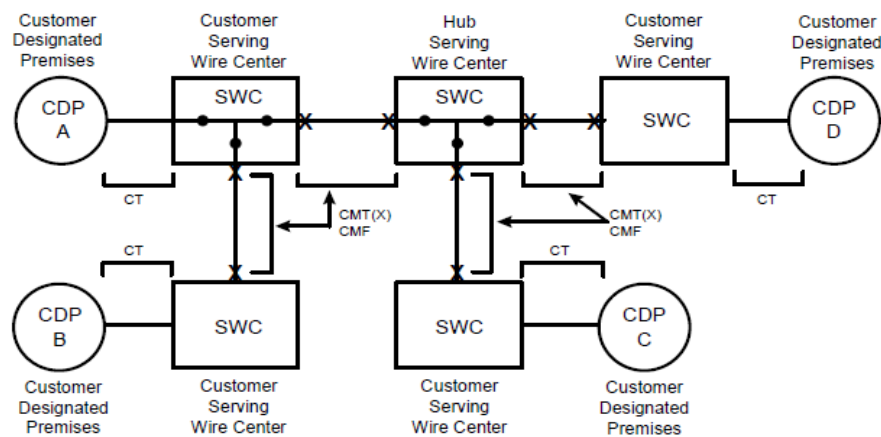 Customer
Designated
Premises
Customer
Serving
Wire Center
Hub
Serving
Wire Center
Customer
Serving
Wire Center
Customer
Designated
Premises
CDP
A
SWC
X
X
SWC
X
X
SWC
CDP
D
X
X
CT
CMT(X)
CMF
CMT(X)
CMF
CT
CT
CT
X
X
CDP
B
SWC
SWC
CDP
C
Customer
Designated
Premises
Customer
Serving
Wire Center
Customer
Serving
Wire Center
Customer
Designated
Premises